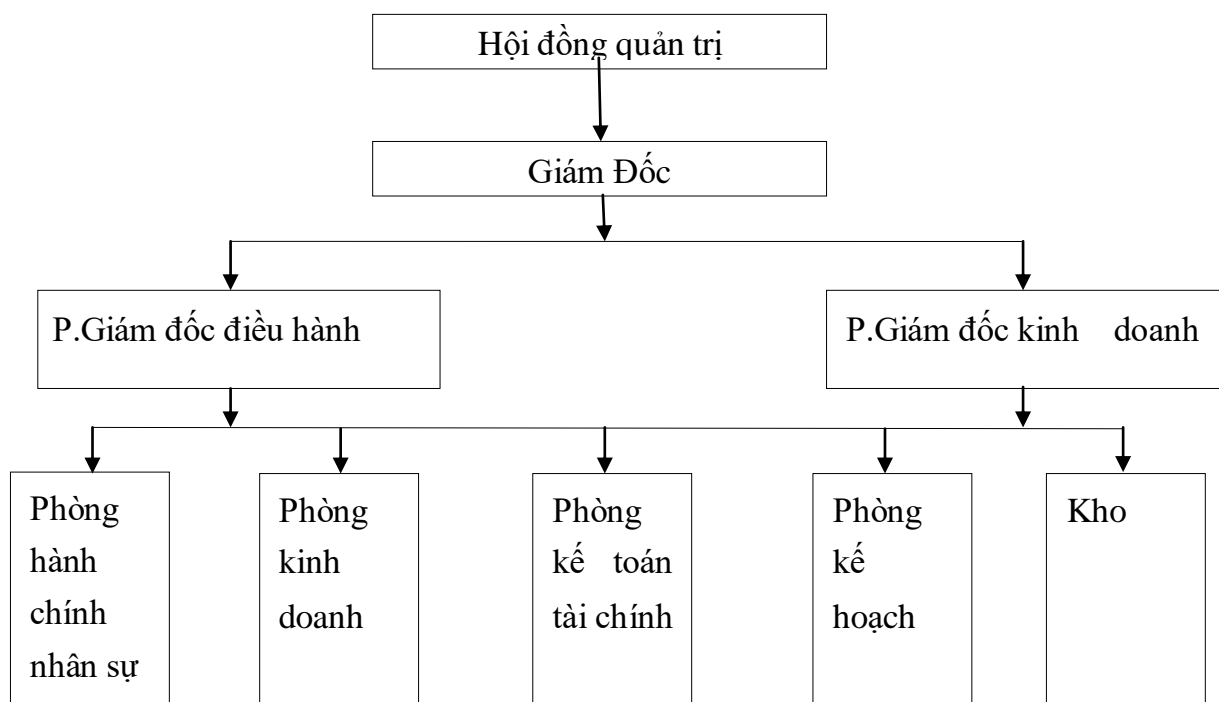 Hội đồng quản trị
Giám Đốc
P.Giám đốc điều hành
P.Giám đốc kinh doanh
Phòng
hành
chính
nhân sự
Phòng
kinh
doanh
Phòng
kế toán
tài chính
Phòng
kế
hoạch
Kho